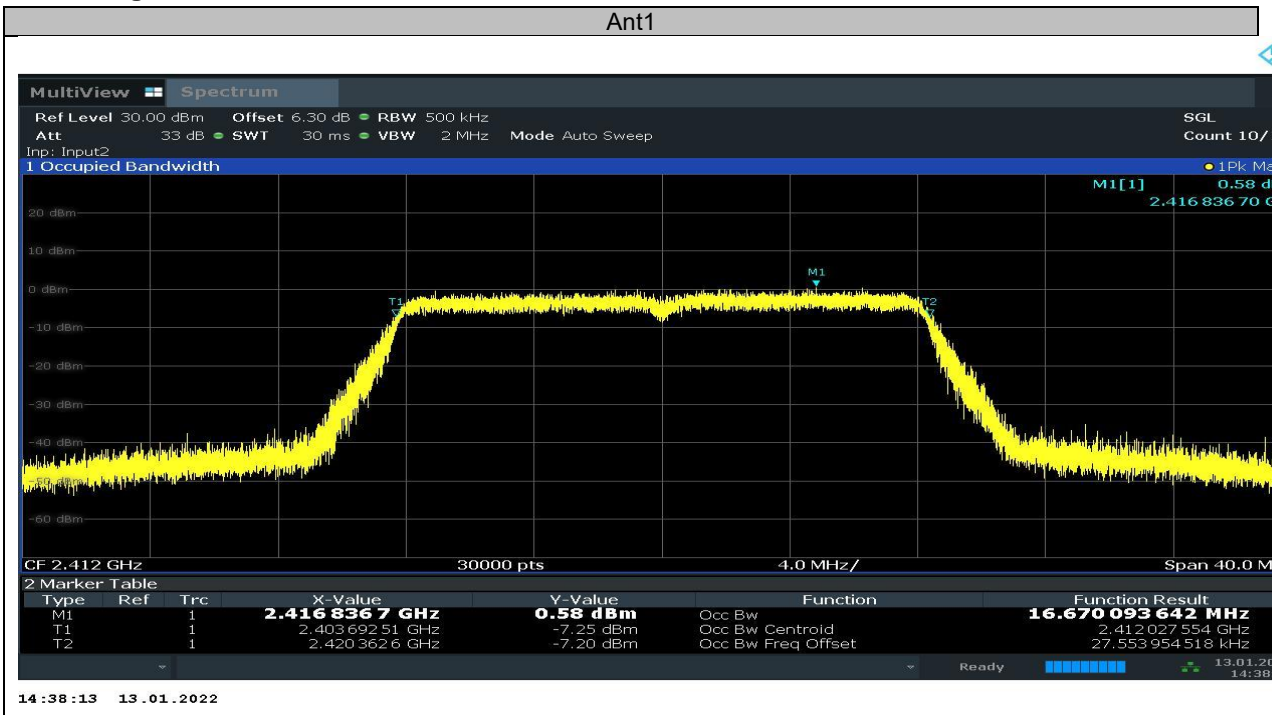 Ant1
MultiView Spectrum
Ref Level 30.00 dBm Offset 6.30 dB RBW 500 kHz SGL
Att 33 dB SWT 30 ms VBW 2 MHz Mode Auto Sweep Count 10/
Inp: Input2
1 Occupied Bandwidth 1Pk Ma
M1[1] 0.58 d
2.416 836 70 G
20 dBm
10 dBm
M1
0 dBm
T1 T2
-10 dBm
-20 dBm
-30 dBm
-40 dBm
-50 dBm
-60 dBm
CF 2.412 GHz 30000 pts 4.0 MHz/ Span 40.0 M
2 Marker Table
Type Ref Trc X-Value Y-Value Function Function Result
M1 1 2.416 836 7 GHz 0.58 dBm Occ Bw 16.670 093 642 MHz
T1 1 2.403 692 51 GHz -7.25 dBm Occ Bw Centroid 2.412 027 554 GHz
T2 1 2.420 362 6 GHz -7.20 dBm Occ Bw Freq Offset 27.553 954 518 kHz
Ready 13.01.20
14:38
14:38:13 13.01.2022